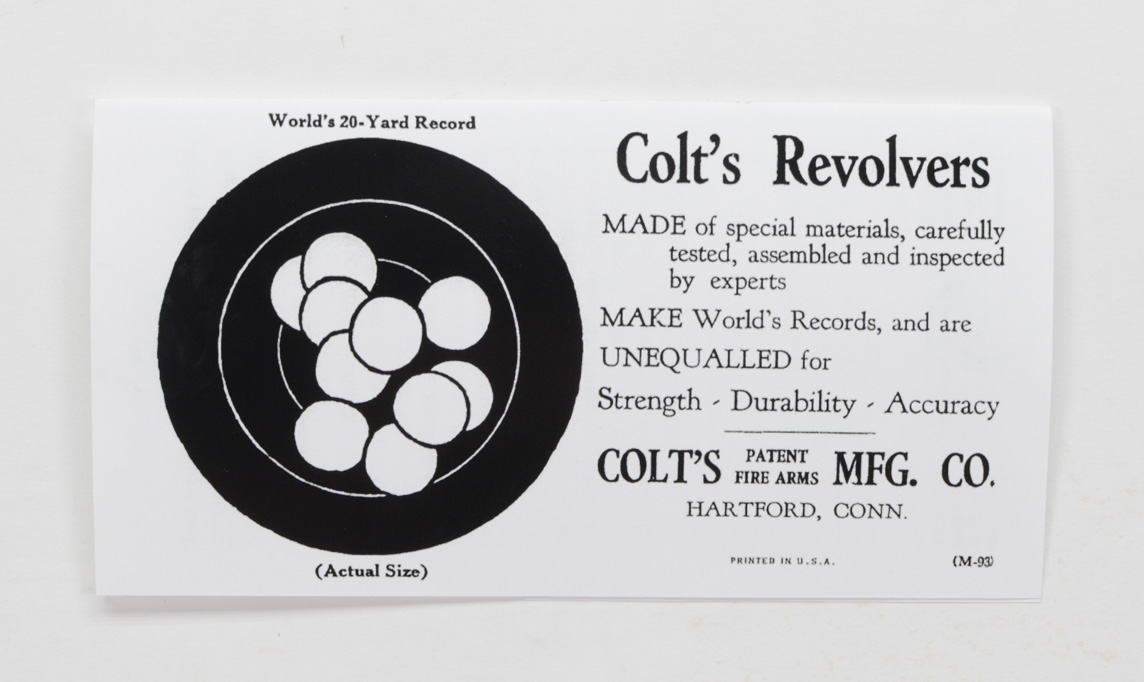 World's 20-Yard Record
(Actual Size)
Colt's Revolvers
MADE of special materials, carefully
tested, assembled and inspected
by experts
MAKE World's Records, and are
UNEQUALLED for
Strength - Durability - Accuracy
COLT'S PATENT FIRE ARMS MFG. CO.
HARTFORD, CONN.
PRINTED IN U.S.A.
(M-93)